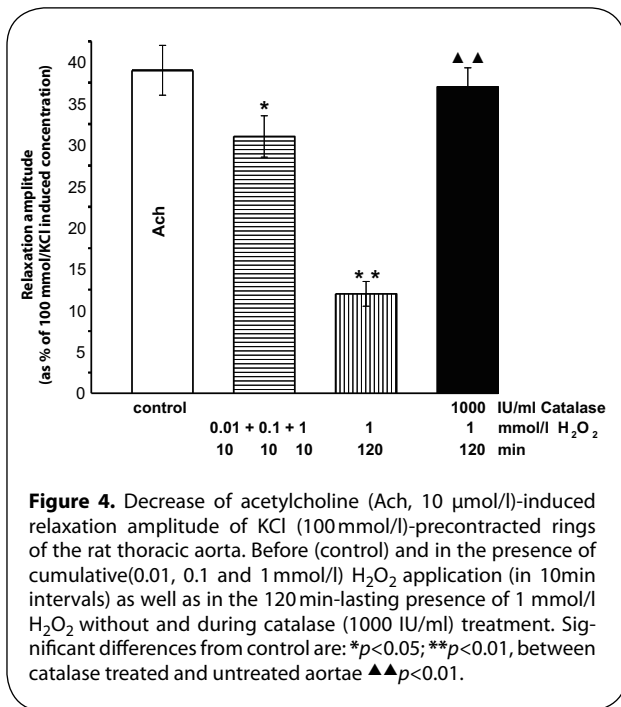 Relaxation amplitude
(as % of 100 mmol/KCl induced concentration)
40
35
30
25
20
15
10
5
0
Ach
*
**
▲▲
control
1000 IU/ml Catalase
0.01 + 0.1 + 1 1 1 mmol/l H₂O₂
10 10 10 120 120 min
Figure 4. Decrease of acetylcholine (Ach, 10 µmol/l)-induced
relaxation amplitude of KCl (100 mmol/l)-precontracted rings
of the rat thoracic aorta. Before (control) and in the presence of
cumulative(0.01, 0.1 and 1 mmol/l) H₂O₂ application (in 10min
intervals) as well as in the 120 min-lasting presence of 1 mmol/l
H₂O₂ without and during catalase (1000 IU/ml) treatment. Sig-
nificant differences from control are: *p<0.05; **p<0.01, between
catalase treated and untreated aortae ▲▲p<0.01.